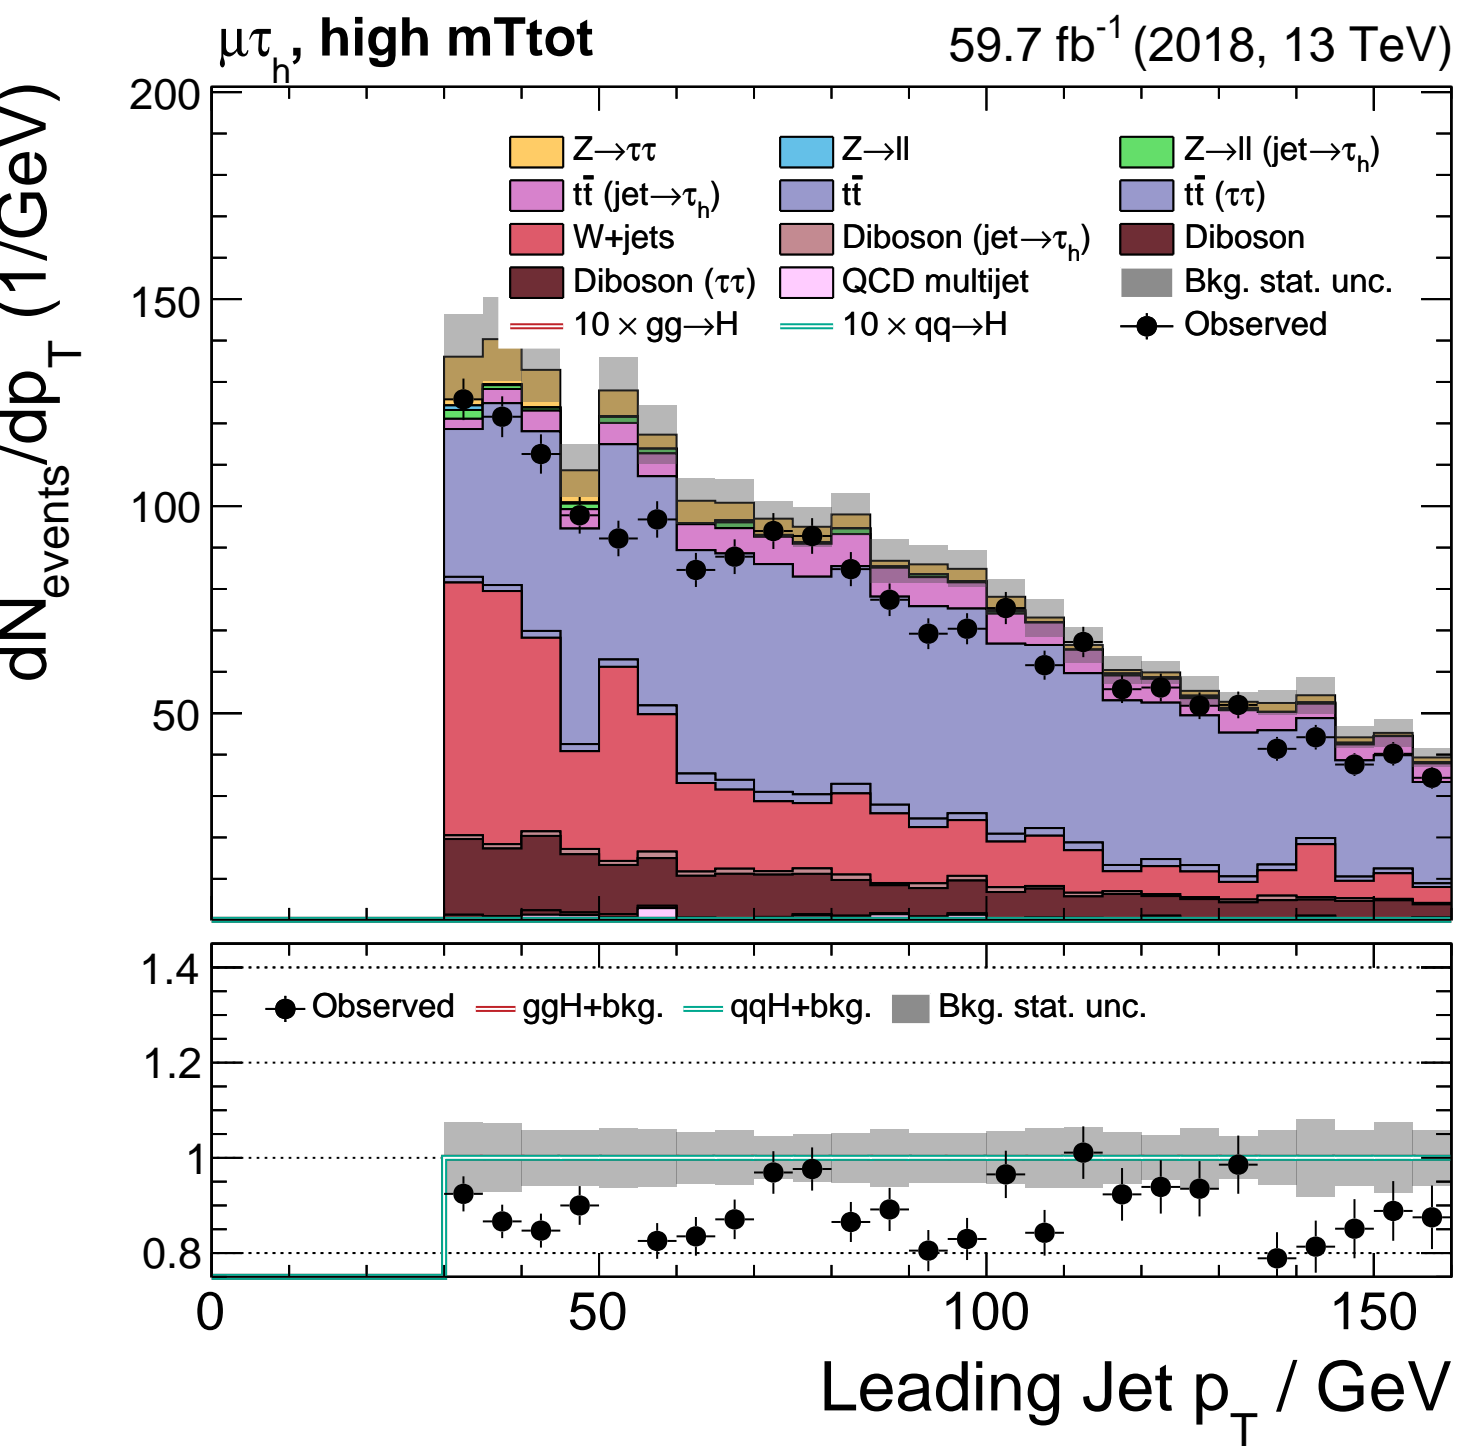 μτh, high mTtot 59.7 fb-1 (2018, 13 TeV)
dNevents/dpT (1/GeV)
200
150
100
50
Z→ττ Z→ll Z→ll (jet→τh)
tt̄ (jet→τh) tt̄ tt̄ (ττ)
W+jets Diboson (jet→τh) Diboson
Diboson (ττ) QCD multijet Bkg. stat. unc.
10 × gg→H 10 × qq→H Observed
1.4
1.2
1
0.8
Observed ggH+bkg. qqH+bkg. Bkg. stat. unc.
0 50 100 150
Leading Jet pT / GeV